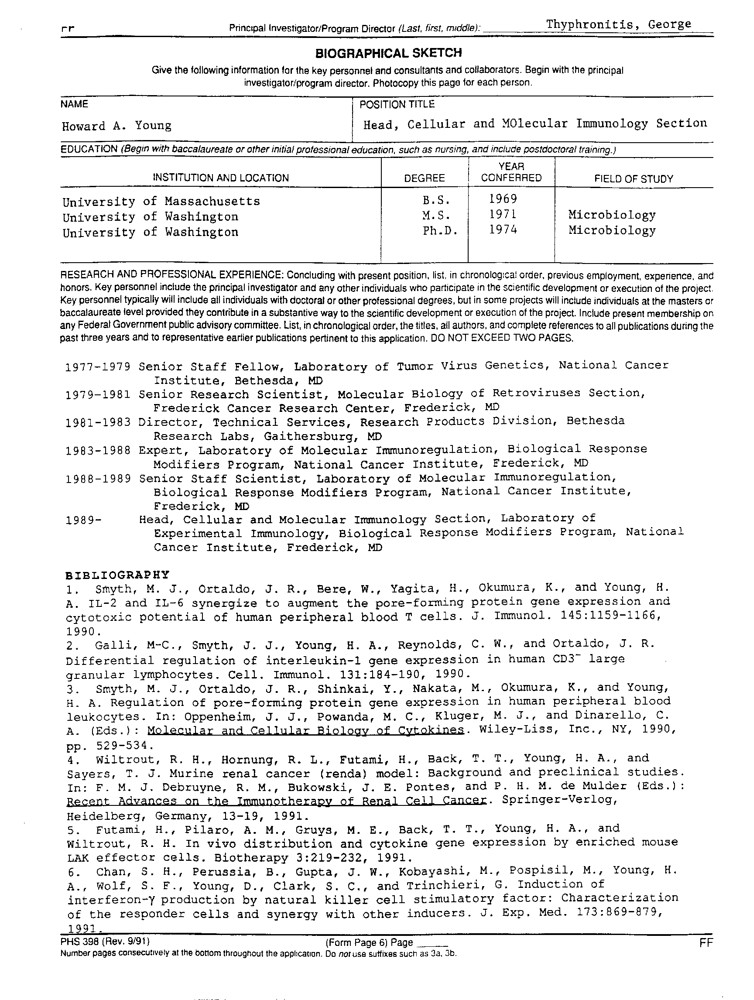 FF
Principal Investigator/Program Director (Last, first, middle): Thyphronitis, George
BIOGRAPHICAL SKETCH
Give the following information for the key personnel and consultants and collaborators. Begin with the principal
investigator/program director. Photocopy this page for each person.
NAME
POSITION TITLE
Howard A. Young
Head, Cellular and MOlecular Immunology Section
EDUCATION (Begin with baccalaureate or other initial professional education, such as nursing, and include postdoctoral training.)
INSTITUTION AND LOCATION DEGREE YEAR CONFERRED FIELD OF STUDY
University of Massachusetts B.S. 1969
University of Washington M.S. 1971 Microbiology
University of Washington Ph.D. 1974 Microbiology
RESEARCH AND PROFESSIONAL EXPERIENCE: Concluding with present position, list, in chronological order, previous employment, experience, and
honors. Key personnel include the principal investigator and any other individuals who participate in the scientific development or execution of the project.
Key personnel typically will include all individuals with doctoral or other professional degrees, but in some projects will include individuals at the masters or
baccalaureate level provided they contribute in a substantive way to the scientific development or execution of the project. Include present membership on
any Federal Government public advisory committee. List, in chronological order, the titles, all authors, and complete references to all publications during the
past three years and to representative earlier publications pertinent to this application. DO NOT EXCEED TWO PAGES.
1977-1979 Senior Staff Fellow, Laboratory of Tumor Virus Genetics, National Cancer
Institute, Bethesda, MD
1979-1981 Senior Research Scientist, Molecular Biology of Retroviruses Section,
Frederick Cancer Research Center, Frederick, MD
1981-1983 Director, Technical Services, Research Products Division, Bethesda
Research Labs, Gaithersburg, MD
1983-1988 Expert, Laboratory of Molecular Immunoregulation, Biological Response
Modifiers Program, National Cancer Institute, Frederick, MD
1988-1989 Senior Staff Scientist, Laboratory of Molecular Immunoregulation,
Biological Response Modifiers Program, National Cancer Institute,
Frederick, MD
1989- Head, Cellular and Molecular Immunology Section, Laboratory of
Experimental Immunology, Biological Response Modifiers Program, National
Cancer Institute, Frederick, MD
BIBLIOGRAPHY
1. Smyth, M. J., Ortaldo, J. R., Bere, W., Yagita, H., Okumura, K., and Young, H.
A. IL-2 and IL-6 synergize to augment the pore-forming protein gene expression and
cytotoxic potential of human peripheral blood T cells. J. Immunol. 145:1159-1166,
1990.
2. Galli, M-C., Smyth, J. J., Young, H. A., Reynolds, C. W., and Ortaldo, J. R.
Differential regulation of interleukin-1 gene expression in human CD3⁻ large
granular lymphocytes. Cell. Immunol. 131:184-190, 1990.
3. Smyth, M. J., Ortaldo, J. R., Shinkai, Y., Nakata, M., Okumura, K., and Young,
H. A. Regulation of pore-forming protein gene expression in human peripheral blood
leukocytes. In: Oppenheim, J. J., Powanda, M. C., Kluger, M. J., and Dinarello, C.
A. (Eds.): Molecular and Cellular Biology of Cytokines. Wiley-Liss, Inc., NY, 1990,
pp. 529-534.
4. Wiltrout, R. H., Hornung, R. L., Futami, H., Back, T. T., Young, H. A., and
Sayers, T. J. Murine renal cancer (renda) model: Background and preclinical studies.
In: F. M. J. Debruyne, R. M., Bukowski, J. E. Pontes, and P. H. M. de Mulder (Eds.):
Recent Advances on the Immunotherapy of Renal Cell Cancer. Springer-Verlog,
Heidelberg, Germany, 13-19, 1991.
5. Futami, H., Pilaro, A. M., Gruys, M. E., Back, T. T., Young, H. A., and
Wiltrout, R. H. In vivo distribution and cytokine gene expression by enriched mouse
LAK effector cells. Biotherapy 3:219-232, 1991.
6. Chan, S. H., Perussia, B., Gupta, J. W., Kobayashi, M., Pospisil, M., Young, H.
A., Wolf, S. F., Young, D., Clark, S. C., and Trinchieri, G. Induction of
interferon-γ production by natural killer cell stimulatory factor: Characterization
of the responder cells and synergy with other inducers. J. Exp. Med. 173:869-879,
1991.
PHS 398 (Rev. 9/91) (Form Page 6) Page FF
Number pages consecutively at the bottom throughout the application. Do not use suffixes such as 3a, 3b.